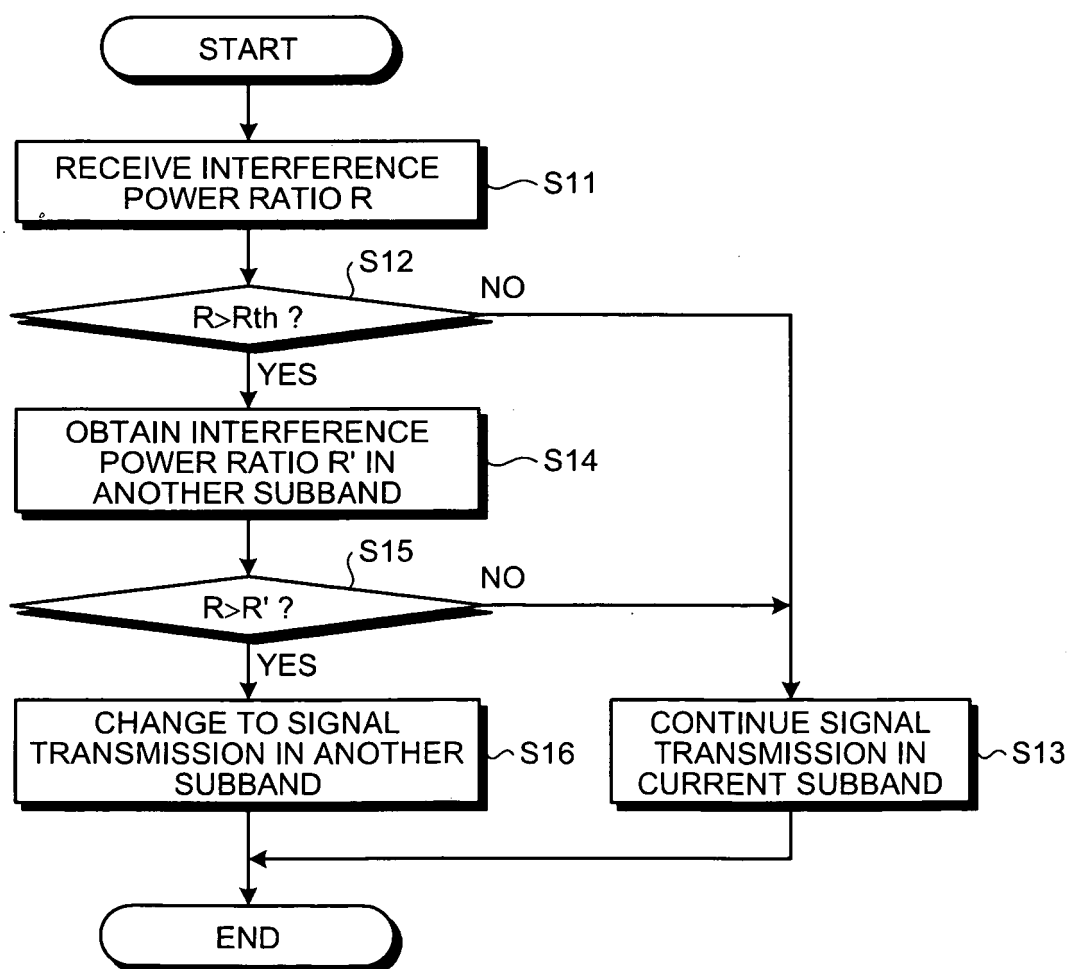 START
RECEIVE INTERFERENCE
POWER RATIO R
S11
S12
R>Rth ?
NO
YES
OBTAIN INTERFERENCE
POWER RATIO R' IN
ANOTHER SUBBAND
S14
S15
R>R' ?
NO
YES
CHANGE TO SIGNAL
TRANSMISSION IN ANOTHER
SUBBAND
S16
CONTINUE SIGNAL
TRANSMISSION IN
CURRENT SUBBAND
S13
END